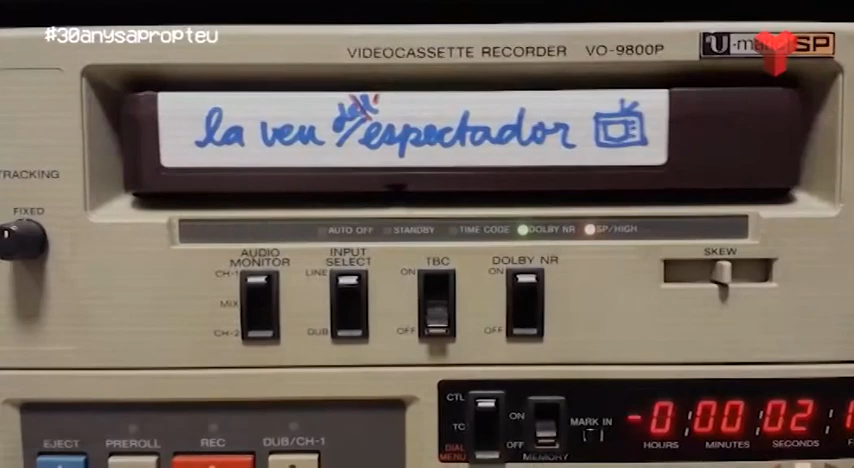 #30anysapropteu
VIDEOCASSETTE RECORDER VO-9800P
U-matic SP
la veu de l'espectador
TRACKING
FIXED
AUTO OFF STANDBY TIME CODE DOLBY NR SP/HIGH
AUDIO MONITOR
INPUT SELECT
TBC
DOLBY NR
SKEW
CH-1
MIX
CH-2
LINE
DUB
ON
OFF
ON
OFF
CTL
TC
DIAL MENU
ON
OFF
MEMORY
MARK IN
-0:00:02
HOURS MINUTES SECONDS
EJECT PREROLL REC DUB/CH-1